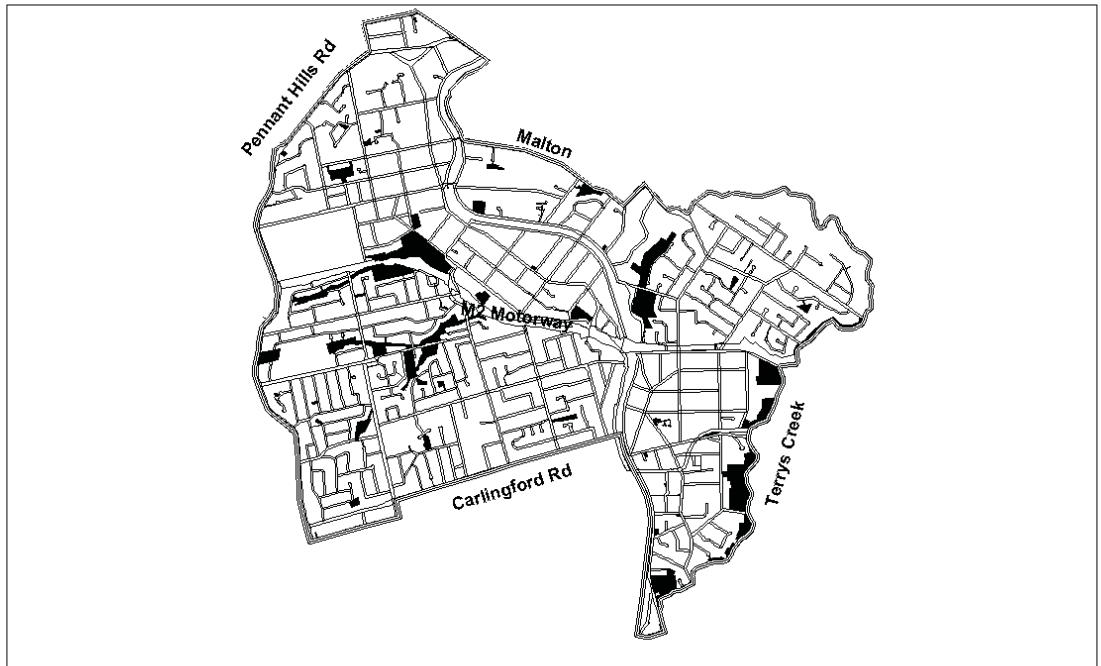 Pennant Hills Rd
Malton
M2 Motorway
Carlingford Rd
Terrys Creek